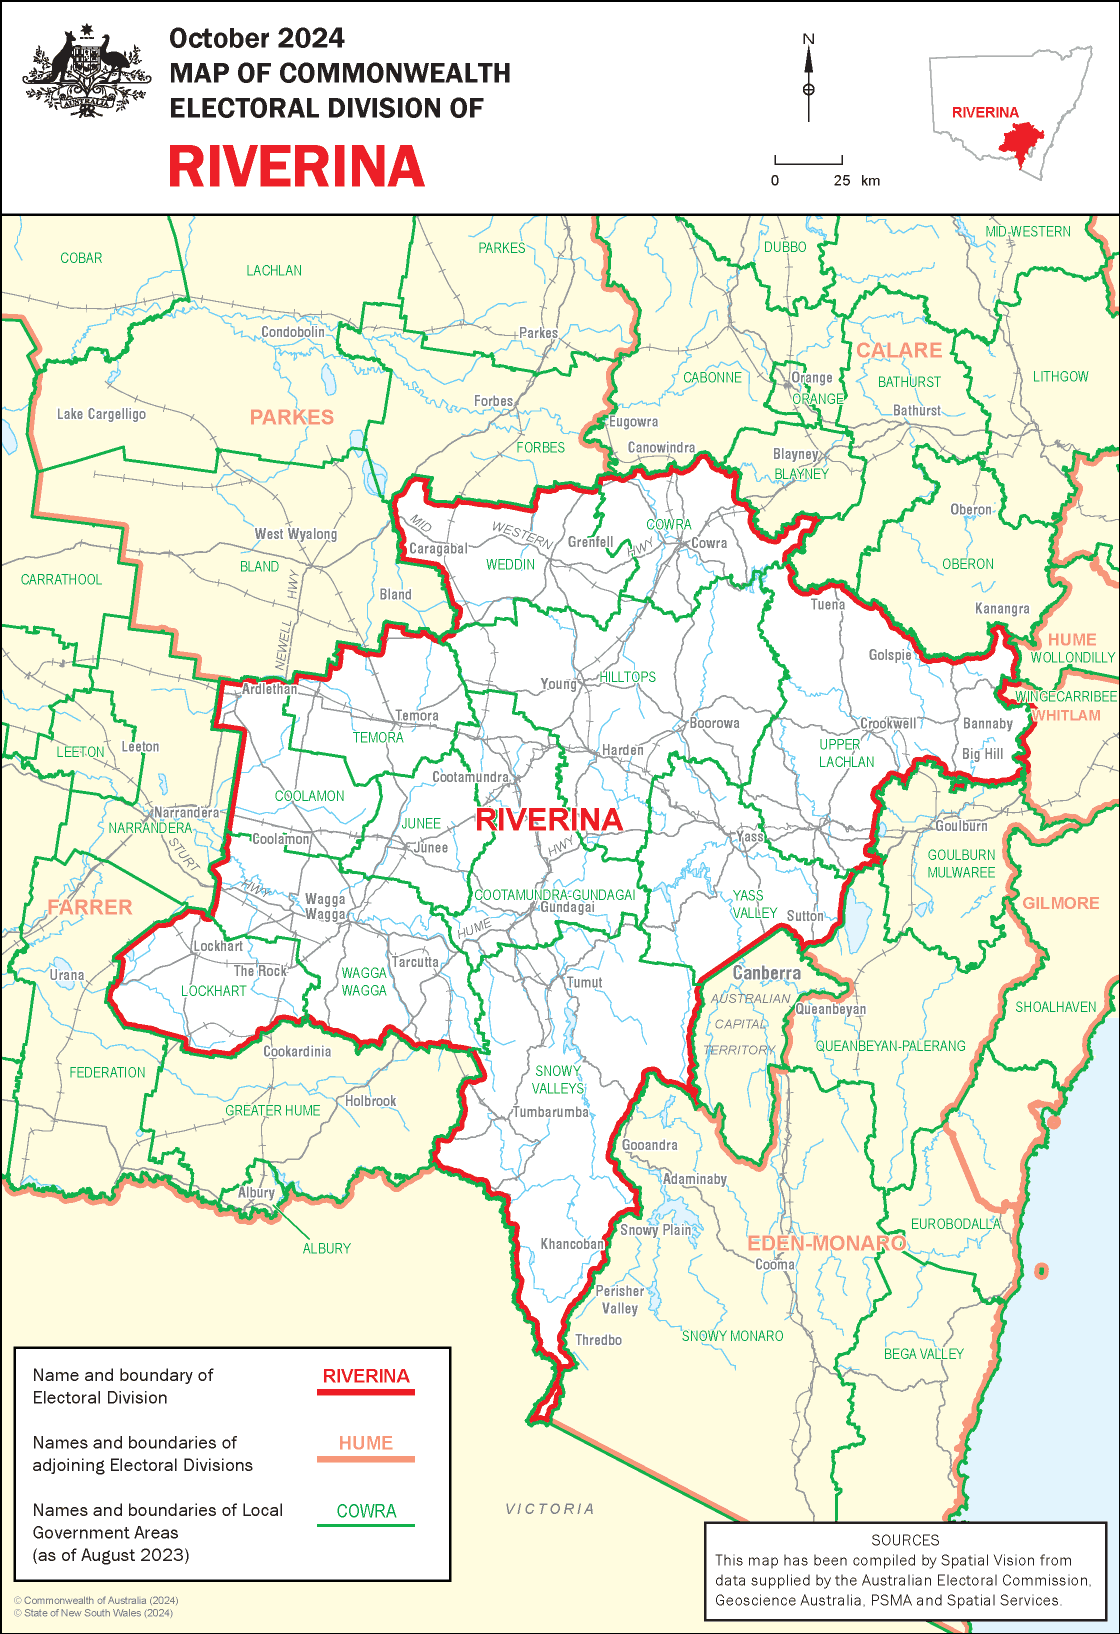 October 2024
MAP OF COMMONWEALTH
ELECTORAL DIVISION OF
RIVERINA
AUSTRALIA
N
0 25 km
RIVERINA
COBAR
LACHLAN
PARKES
DUBBO
MID-WESTERN
Condobolin
Parkes
CALARE
CABONNE
Orange
BATHURST
LITHGOW
ORANGE
Lake Cargelligo
PARKES
Forbes
Bathurst
Eugowra
FORBES
Canowindra
Blayney
BLAYNEY
Oberon
MID
WESTERN
HWY
COWRA
West Wyalong
Grenfell
Cowra
Caragabal
WEDDIN
BLAND
OBERON
CARRATHOOL
NEWELL HWY
Bland
Tuena
Kanangra
HUME
WOLLONDILLY
Golspie
Ardlethan
Young
HILLTOPS
WINGECARRIBEE
WHITLAM
Temora
Boorowa
Crookwell
Bannaby
TEMORA
LEETON
Leeton
Harden
UPPER
LACHLAN
Big Hill
Cootamundra
COOLAMON
Narrandera
NARRANDERA
JUNEE
RIVERINA
Goulburn
Coolamon
Junee
HWY
Yass
STURT
HWY
GOULBURN
MULWAREE
FARRER
Wagga
Wagga
COOTAMUNDRA-GUNDAGAI
Gundagai
YASS
VALLEY
Sutton
GILMORE
HUME
Lockhart
The Rock
Tarcutta
Urana
LOCKHART
WAGGA
WAGGA
Tumut
Canberra
AUSTRALIAN
CAPITAL
TERRITORY
Queanbeyan
SHOALHAVEN
QUEANBEYAN-PALERANG
Cookardinia
FEDERATION
SNOWY
VALLEYS
GREATER HUME
Holbrook
Tumbarumba
Gooandra
Adaminaby
Albury
Snowy Plain
EUROBODALLA
ALBURY
Khancoban
EDEN-MONARO
Cooma
Perisher
Valley
Thredbo
SNOWY MONARO
BEGA VALLEY
VICTORIA
Name and boundary of
Electoral Division
RIVERINA
Names and boundaries of
adjoining Electoral Divisions
HUME
Names and boundaries of Local
Government Areas
(as of August 2023)
COWRA
© Commonwealth of Australia (2024)
© State of New South Wales (2024)
SOURCES
This map has been compiled by Spatial Vision from
data supplied by the Australian Electoral Commission,
Geoscience Australia, PSMA and Spatial Services.